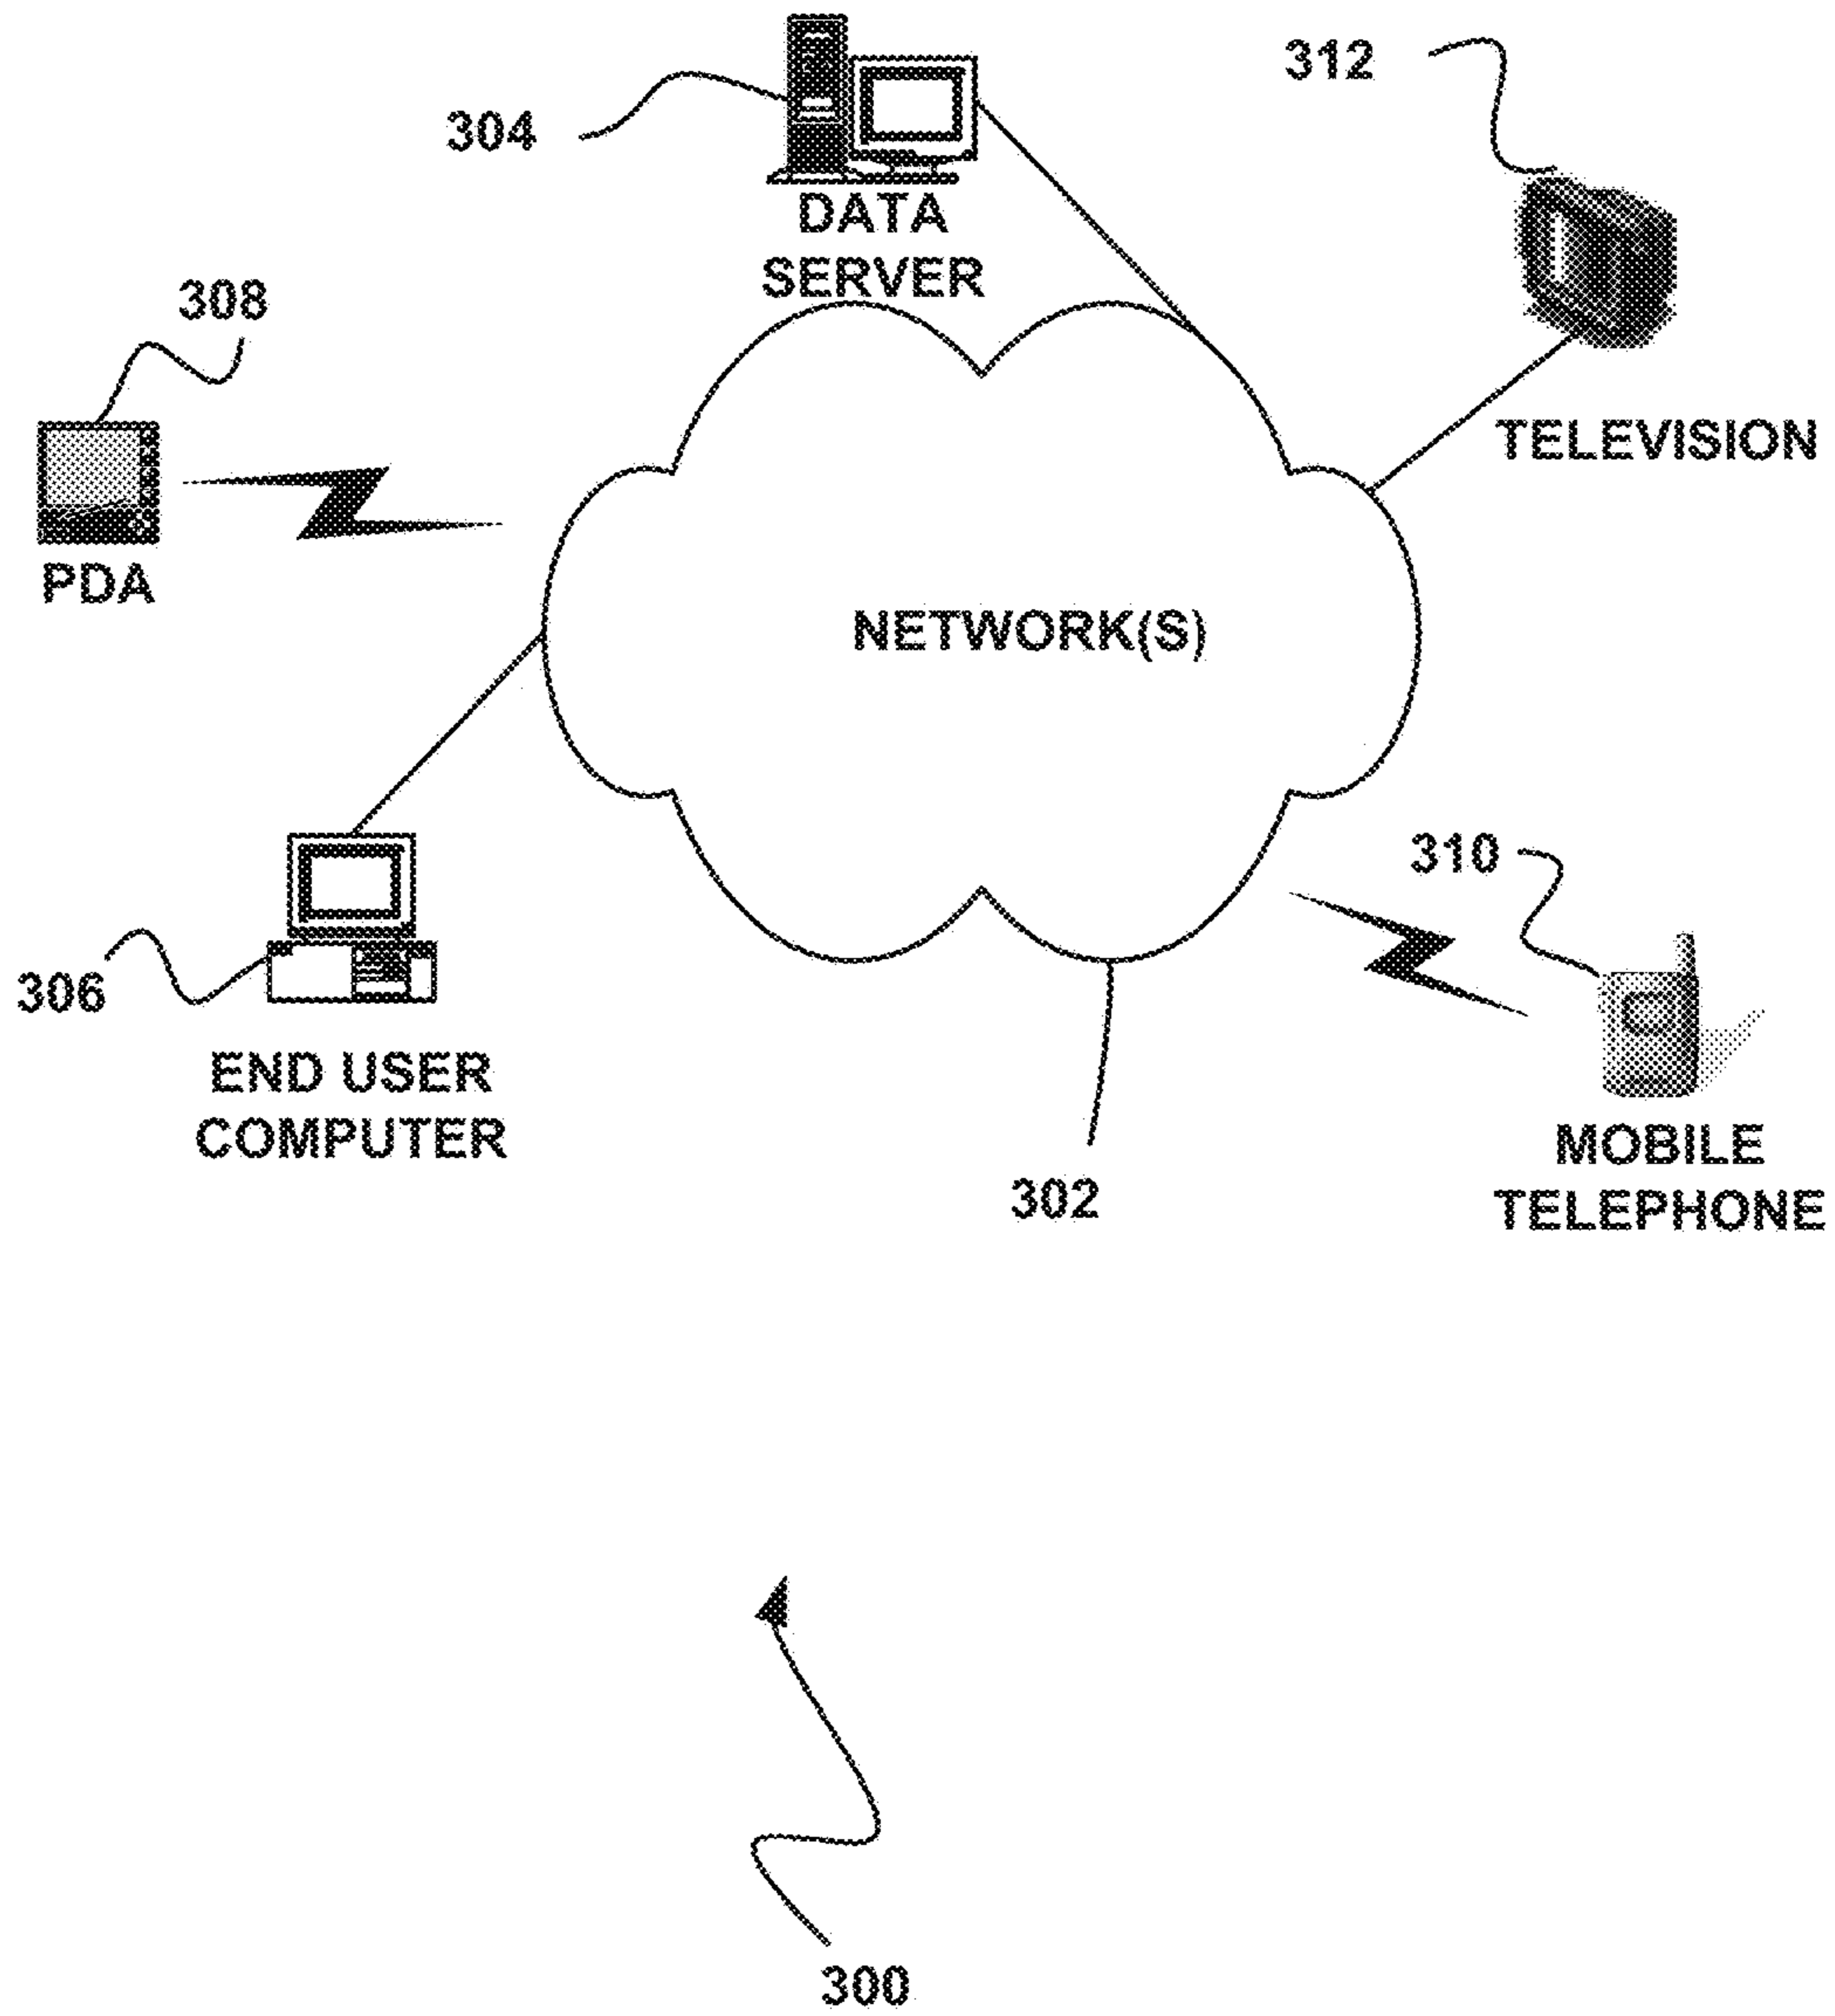 312
304
DATA
SERVER
308
TELEVISION
PDA
NETWORK(S)
310
306
END USER
COMPUTER
MOBILE
TELEPHONE
302
300